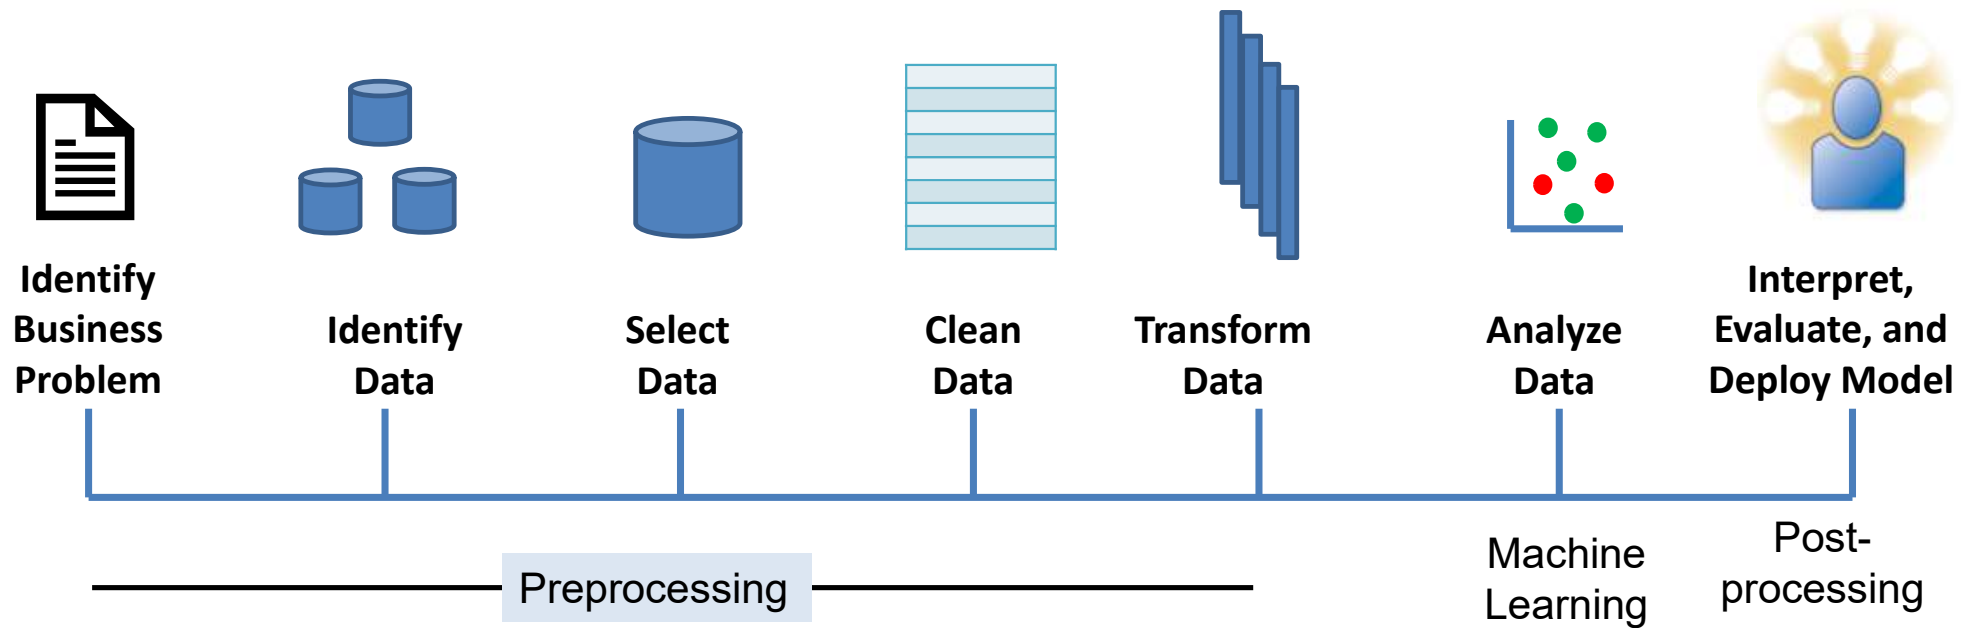 Identify
Business
Problem
Identify
Data
Select
Data
Clean
Data
Transform
Data
Analyze
Data
Interpret,
Evaluate, and
Deploy Model
Preprocessing
Machine
Learning
Post-
processing